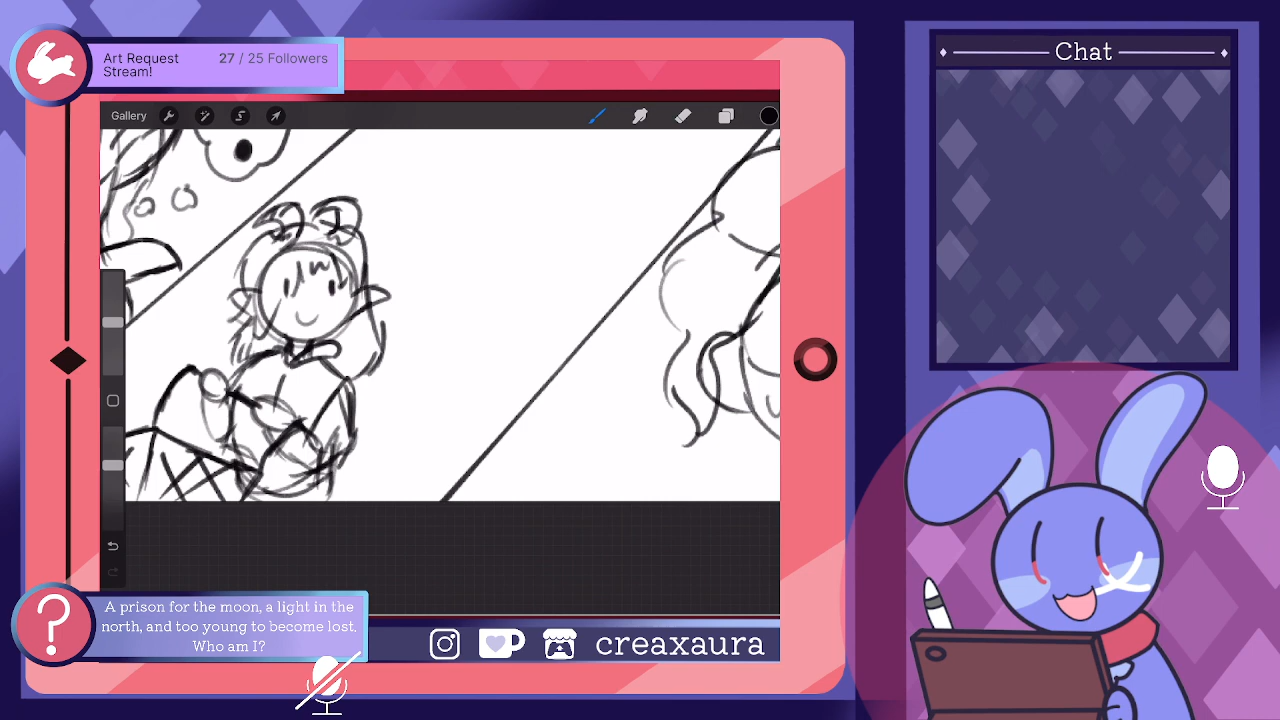 Art Request
Stream!
27 / 25 Followers
Chat
Gallery
A prison for the moon, a light in the
north, and too young to become lost.
Who am I?
creaxaura